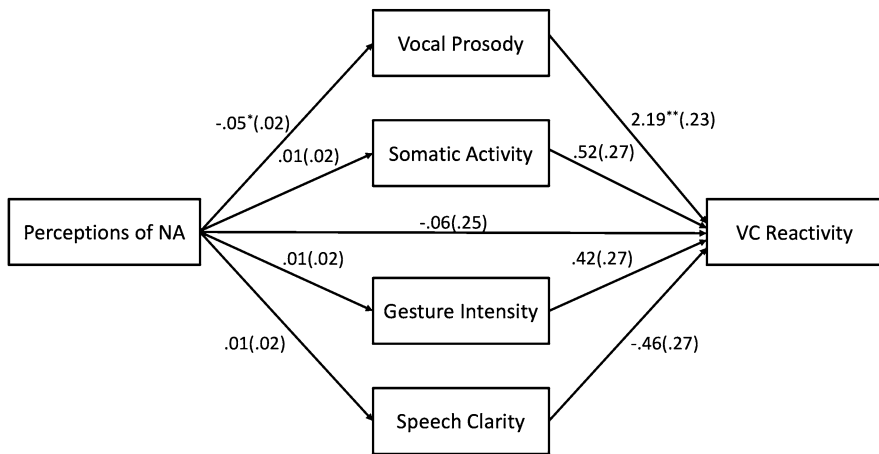 Vocal Prosody
-.05*(.02)
2.19**(.23)
.01(.02)
Somatic Activity
.52(.27)
Perceptions of NA
-.06(.25)
VC Reactivity
.01(.02)
Gesture Intensity
.42(.27)
.01(.02)
-.46(.27)
Speech Clarity